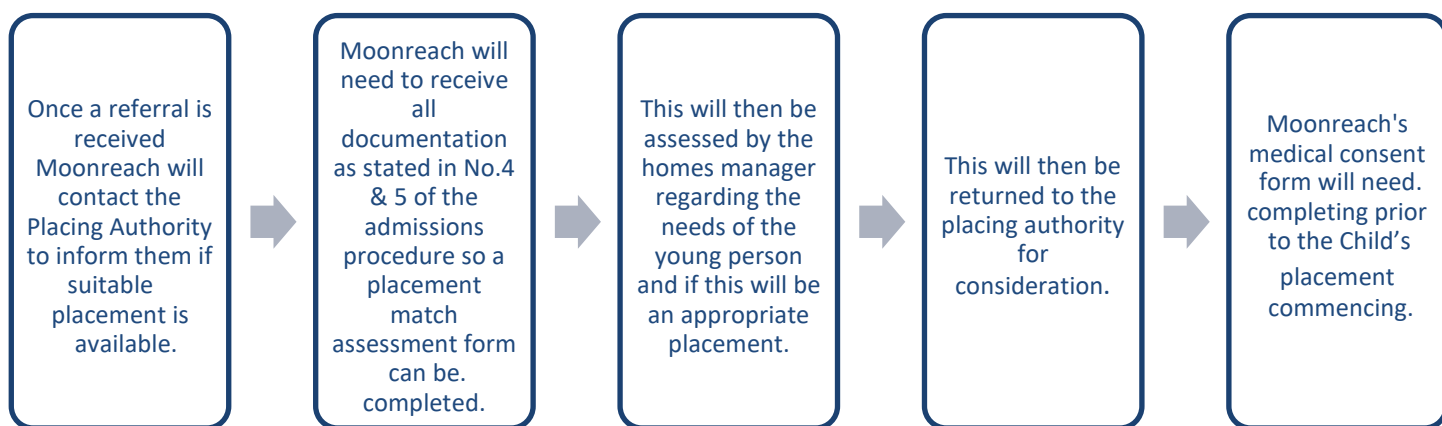 Once a referral is
received
Moonreach will
contact the
Placing Authority
to inform them if
suitable
placement is
available.
Moonreach will
need to receive
all
documentation
as stated in No.4
& 5 of the
admissions
procedure so a
placement
match
assessment form
can be.
completed.
This will then be
assessed by the
homes manager
regarding the
needs of the
young person
and if this will be
an appropriate
placement.
This will then be
returned to the
placing authority
for
consideration.
Moonreach's
medical consent
form will need.
completing prior
to the Child’s
placement
commencing.